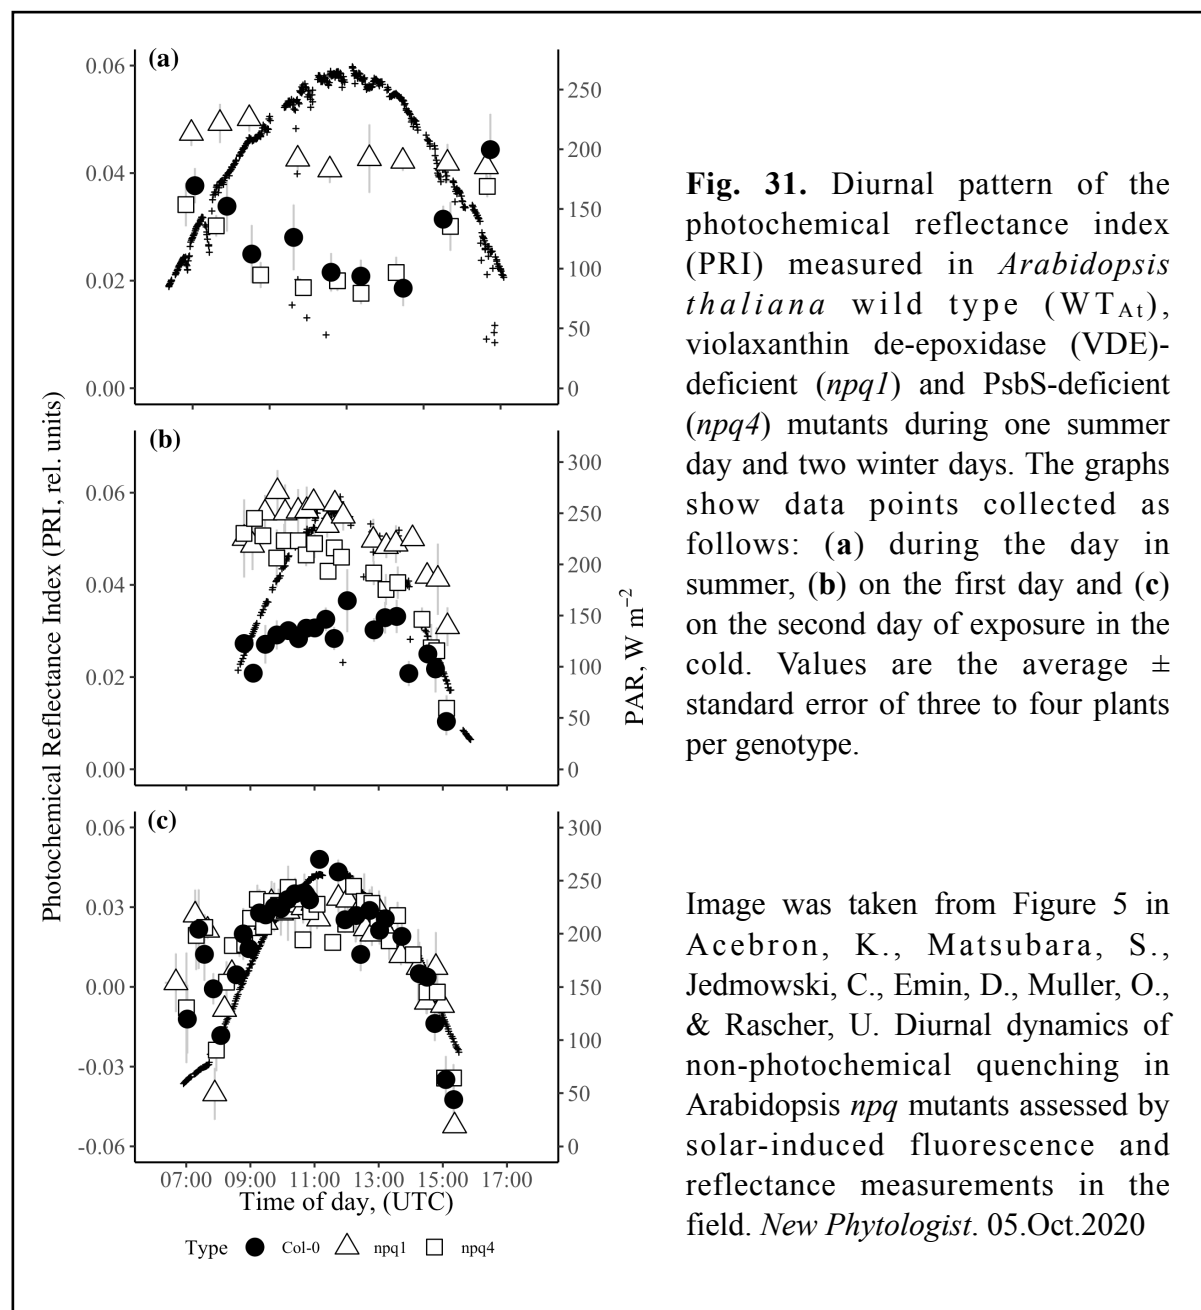 (a)
0.06
0.04
0.02
0.00
250
200
150
100
50
0
(b)
0.06
0.04
0.02
0.00
300
250
200
150
100
50
0
(c)
0.06
0.03
0.00
-0.03
-0.06
300
250
200
150
100
50
0
Photochemical Reflectance Index (PRI, rel. units)
PAR, W m⁻²
07:00 09:00 11:00 13:00 15:00 17:00
Time of day, (UTC)
Type Col-0 npq1 npq4
Fig. 31. Diurnal pattern of the
photochemical reflectance index
(PRI) measured in Arabidopsis
thaliana wild type (WTAt),
violaxanthin de-epoxidase (VDE)-
deficient (npq1) and PsbS-deficient
(npq4) mutants during one summer
day and two winter days. The graphs
show data points collected as
follows: (a) during the day in
summer, (b) on the first day and (c)
on the second day of exposure in the
cold. Values are the average ±
standard error of three to four plants
per genotype.
Image was taken from Figure 5 in
Acebron, K., Matsubara, S.,
Jedmowski, C., Emin, D., Muller, O.,
& Rascher, U. Diurnal dynamics of
non-photochemical quenching in
Arabidopsis npq mutants assessed by
solar-induced fluorescence and
reflectance measurements in the
field. New Phytologist. 05.Oct.2020